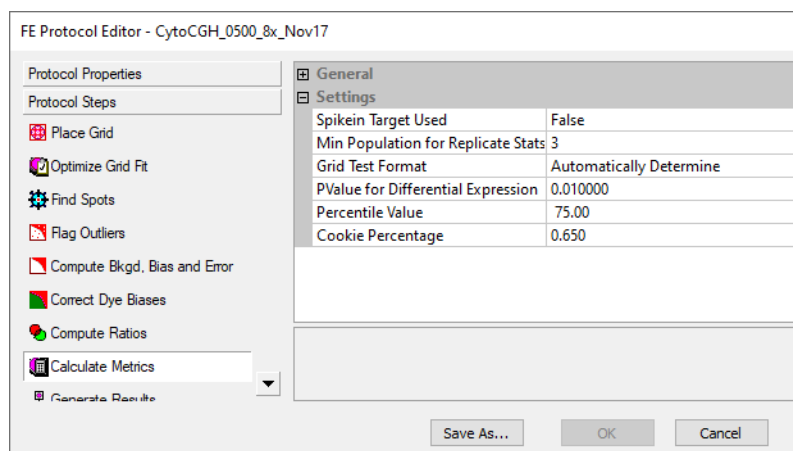 FE Protocol Editor - CytoCGH_0500_8x_Nov17
Protocol Properties
Protocol Steps
Place Grid
Optimize Grid Fit
Find Spots
Flag Outliers
Compute Bkgd, Bias and Error
Correct Dye Biases
Compute Ratios
Calculate Metrics
Generate Results
General
Settings
Spikein Target Used False
Min Population for Replicate Stats 3
Grid Test Format Automatically Determine
PValue for Differential Expression 0.010000
Percentile Value 75.00
Cookie Percentage 0.650
Save As... OK Cancel